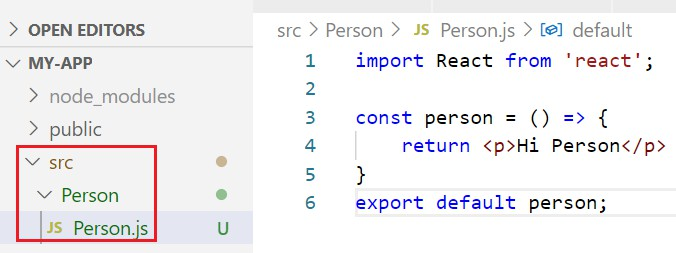 OPEN EDITORS
MY-APP
node_modules
public
src
Person
JS Person.js U
src > Person > JS Person.js > default
1 import React from 'react';
2
3 const person = () => {
4 return <p>Hi Person</p>
5 }
6 export default person;